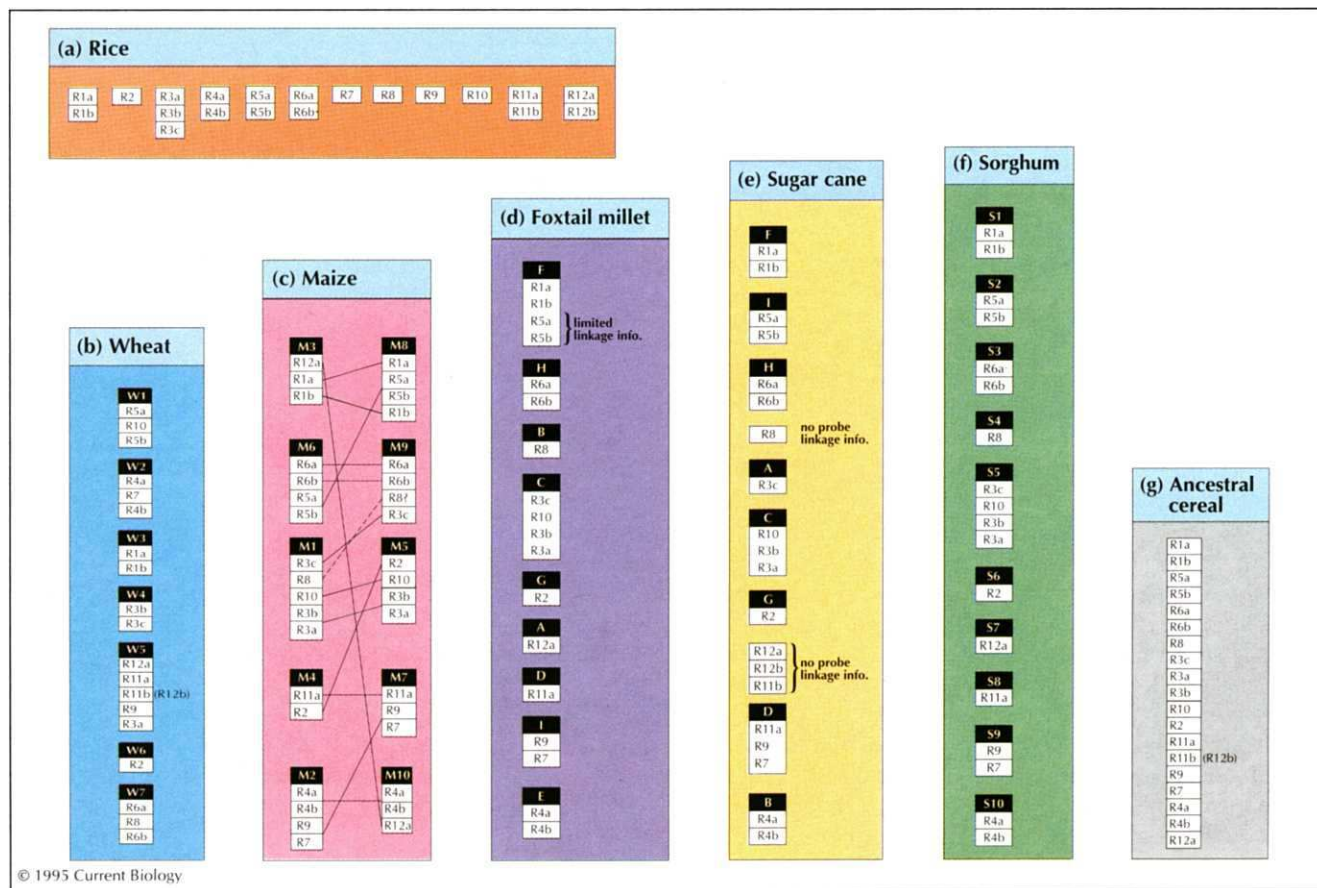 (a) Rice
R1a R2 R3a R4a R5a R6a R7 R8 R9 R10 R11a R12a
R1b R3b R4b R5b R6b R11b R12b
R3c
(b) Wheat
W1
R5a
R10
R5b
W2
R4a
R7
R4b
W3
R1a
R1b
W4
R3b
R3c
W5
R12a
R11a
R11b (R12b)
R9
R3a
W6
R2
W7
R6a
R8
R6b
(c) Maize
M3
R12a
R1a
R1b
M8
R1a
R5a
R5b
R1b
M6
R6a
R6b
R5a
R5b
M9
R6a
R6b
R8?
R3c
M1
R3c
R8
R10
R3b
R3a
M5
R2
R10
R3b
R3a
M4
R11a
R2
M7
R11a
R9
R7
M2
R4a
R4b
R9
R7
M10
R4a
R4b
R12a
(d) Foxtail millet
F
R1a
R1b
R5a
R5b
limited
linkage info.
H
R6a
R6b
B
R8
C
R3c
R10
R3b
R3a
G
R2
A
R12a
D
R11a
I
R9
R7
E
R4a
R4b
(e) Sugar cane
F
R1a
R1b
I
R5a
R5b
H
R6a
R6b
R8
no probe
linkage info.
A
R3c
C
R10
R3b
R3a
G
R2
R12a
R12b
R11b
no probe
linkage info.
D
R11a
R9
R7
B
R4a
R4b
(f) Sorghum
S1
R1a
R1b
S2
R5a
R5b
S3
R6a
R6b
S4
R8
S5
R3c
R10
R3b
R3a
S6
R2
S7
R12a
S8
R11a
S9
R9
R7
S10
R4a
R4b
(g) Ancestral
cereal
R1a
R1b
R5a
R5b
R6a
R6b
R8
R3c
R3a
R3b
R10
R2
R11a
R11b (R12b)
R9
R7
R4a
R4b
R12a
© 1995 Current Biology